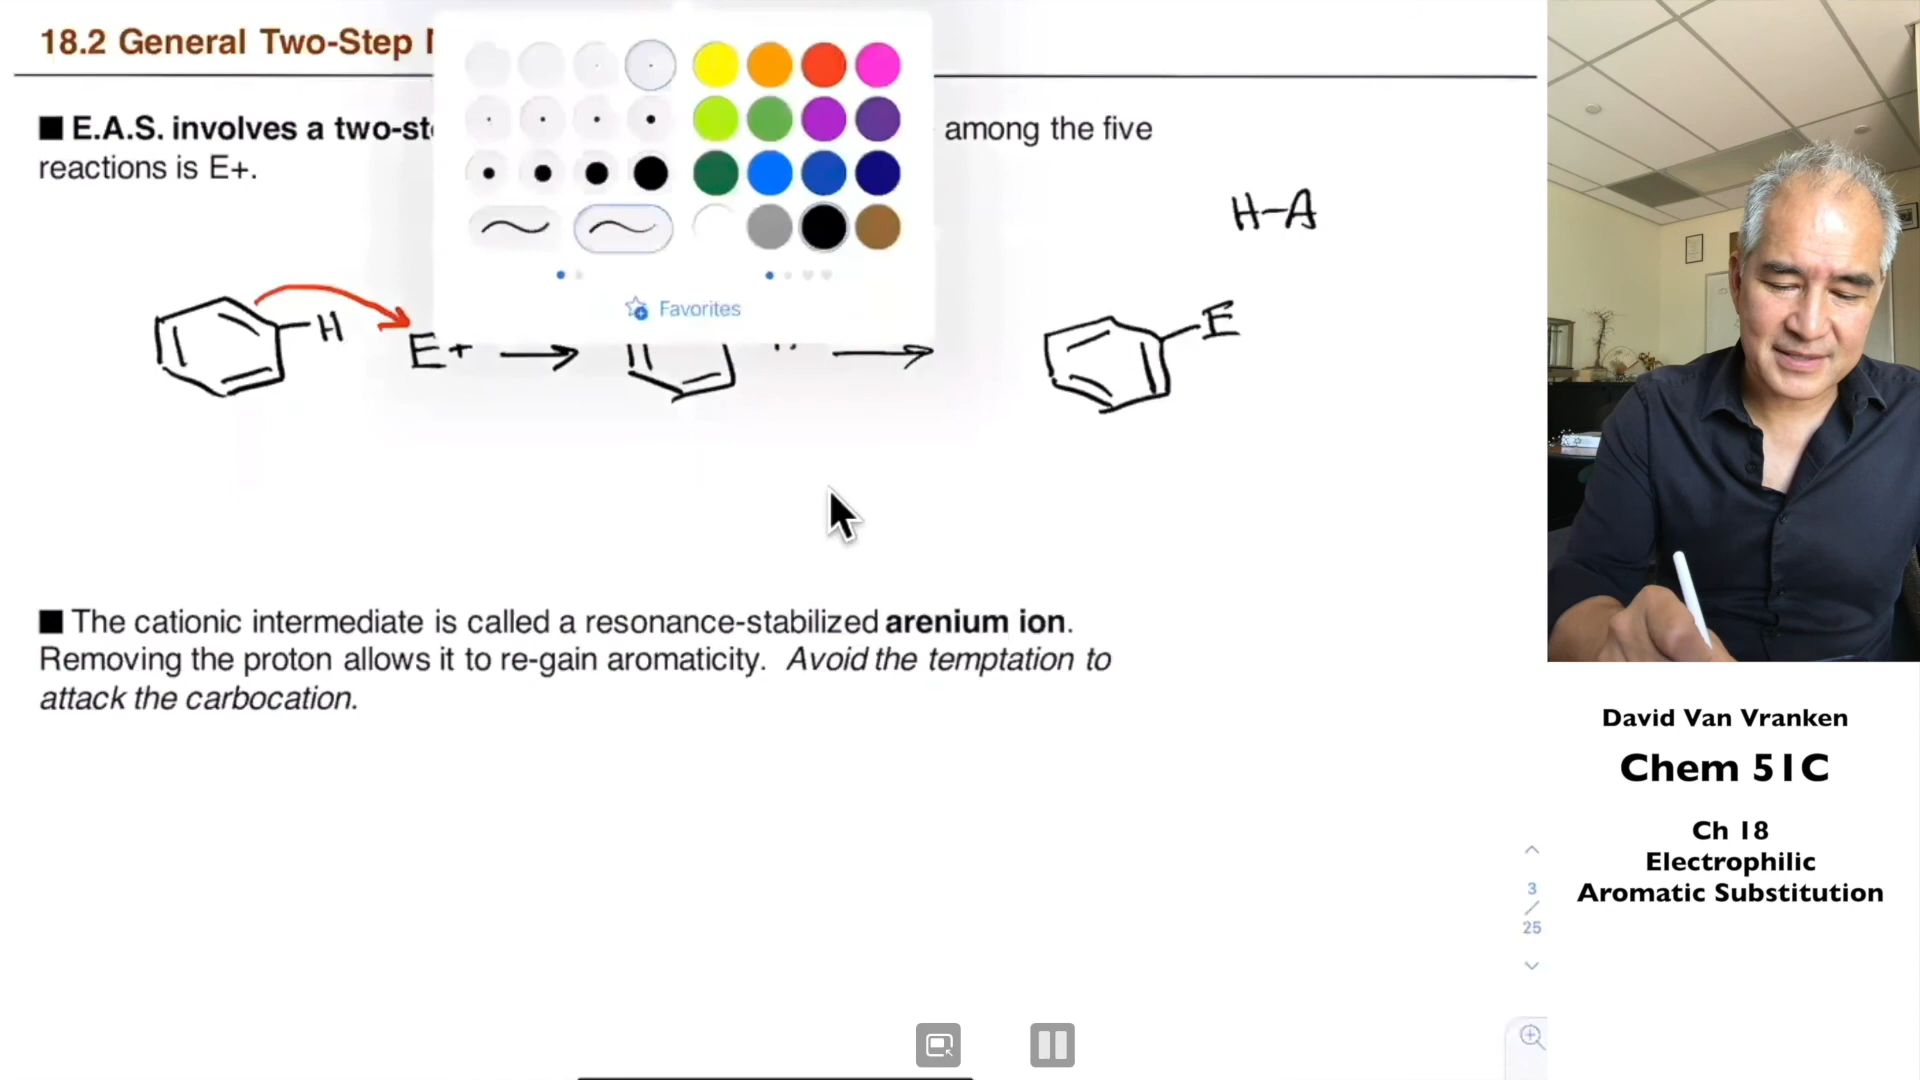 18.2 General Two-Step
■ E.A.S. involves a two-st among the five
reactions is E+.
H-A
H
E+
E
Favorites
■ The cationic intermediate is called a resonance-stabilized arenium ion.
Removing the proton allows it to re-gain aromaticity. Avoid the temptation to
attack the carbocation.
David Van Vranken
Chem 51C
Ch 18
Electrophilic
Aromatic Substitution
3
/
25